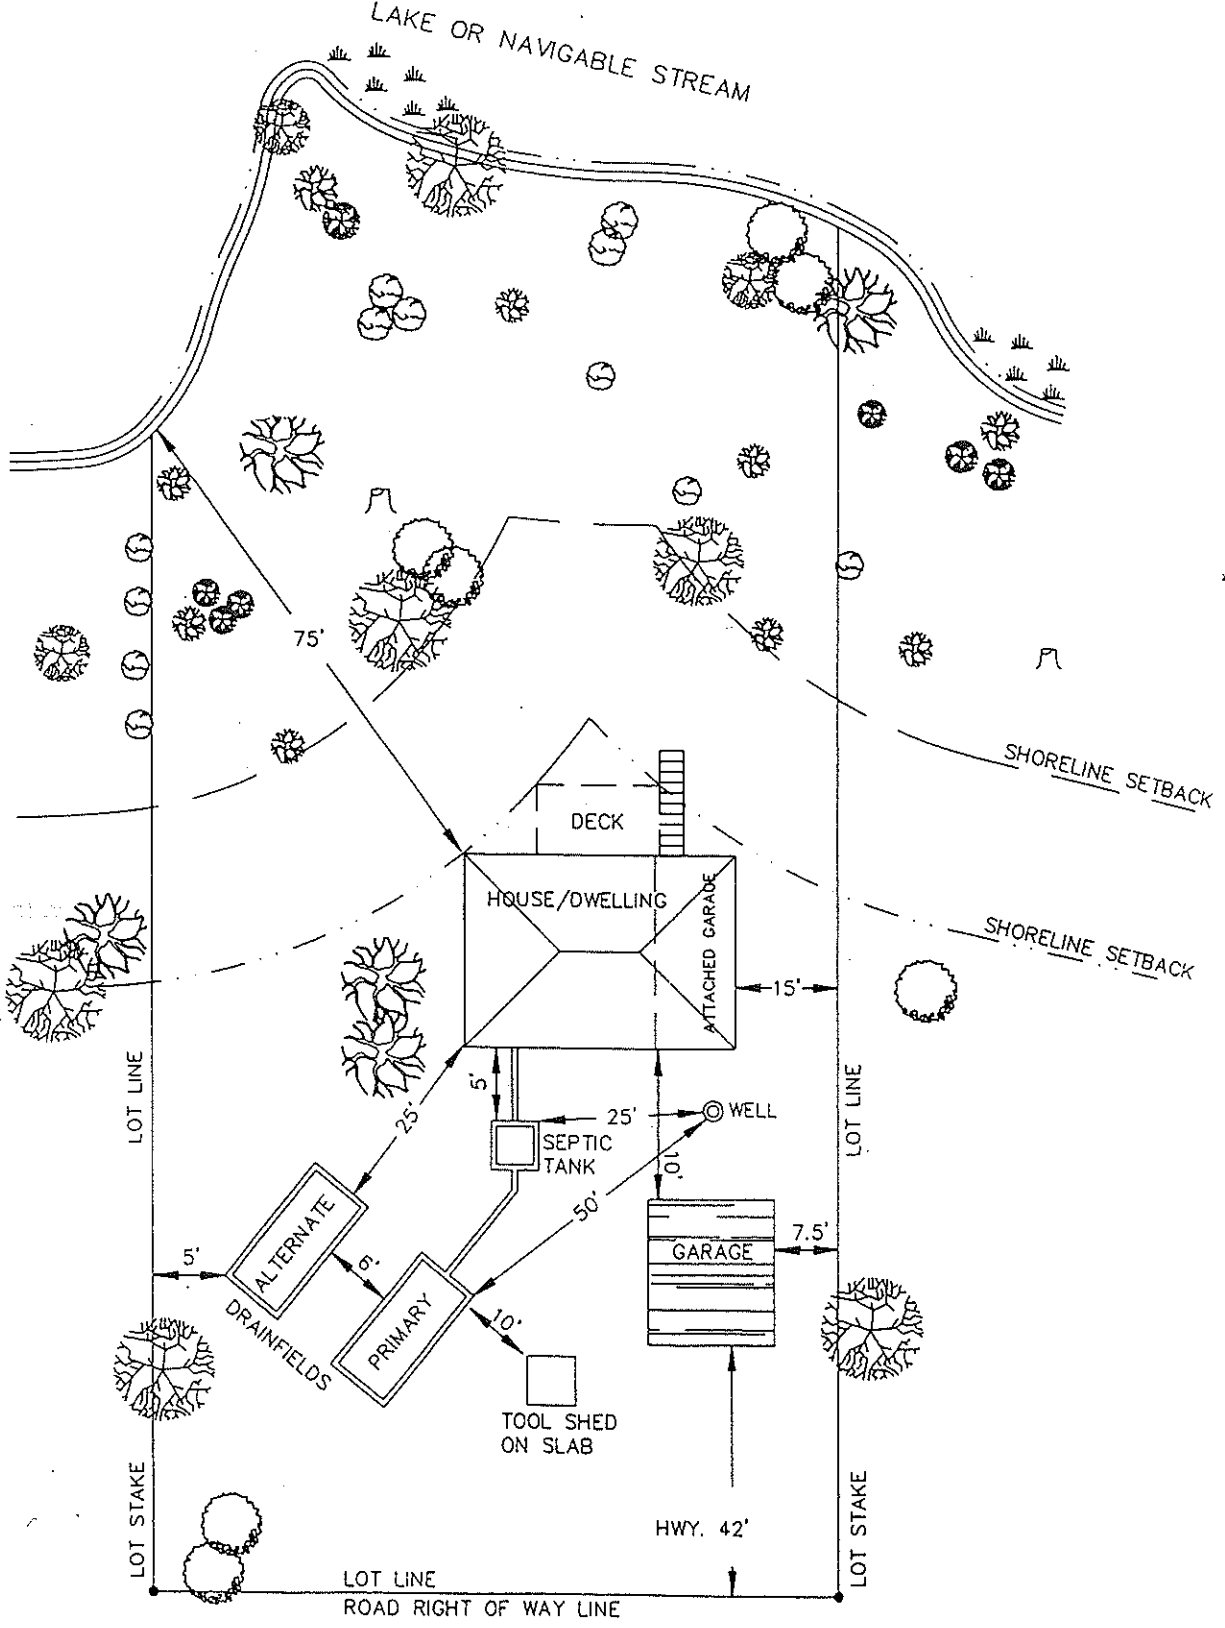 LAKE OR NAVIGABLE STREAM
75'
SHORELINE SETBACK
DECK
HOUSE/DWELLING
ATTACHED GARAGE
SHORELINE SETBACK
15'
LOT LINE
LOT LINE
5'
25'
25'
WELL
SEPTIC
TANK
10'
50'
ALTERNATE
5'
6'
GARAGE
7.5'
DRAINFIELDS
PRIMARY
10'
TOOL SHED
ON SLAB
LOT STAKE
LOT STAKE
HWY. 42'
LOT LINE
ROAD RIGHT OF WAY LINE